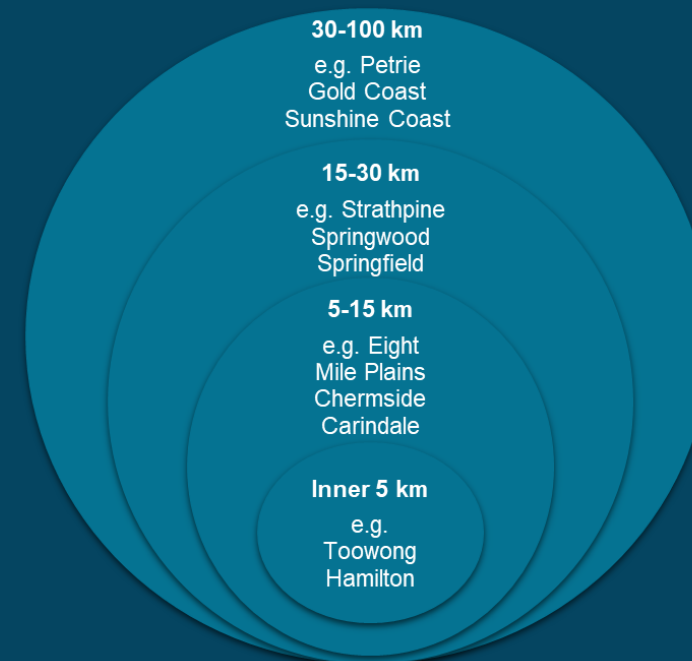 30-100 km
e.g. Petrie
Gold Coast
Sunshine Coast
15-30 km
e.g. Strathpine
Springwood
Springfield
5-15 km
e.g. Eight
Mile Plains
Chermside
Carindale
Inner 5 km
e.g.
Toowong
Hamilton